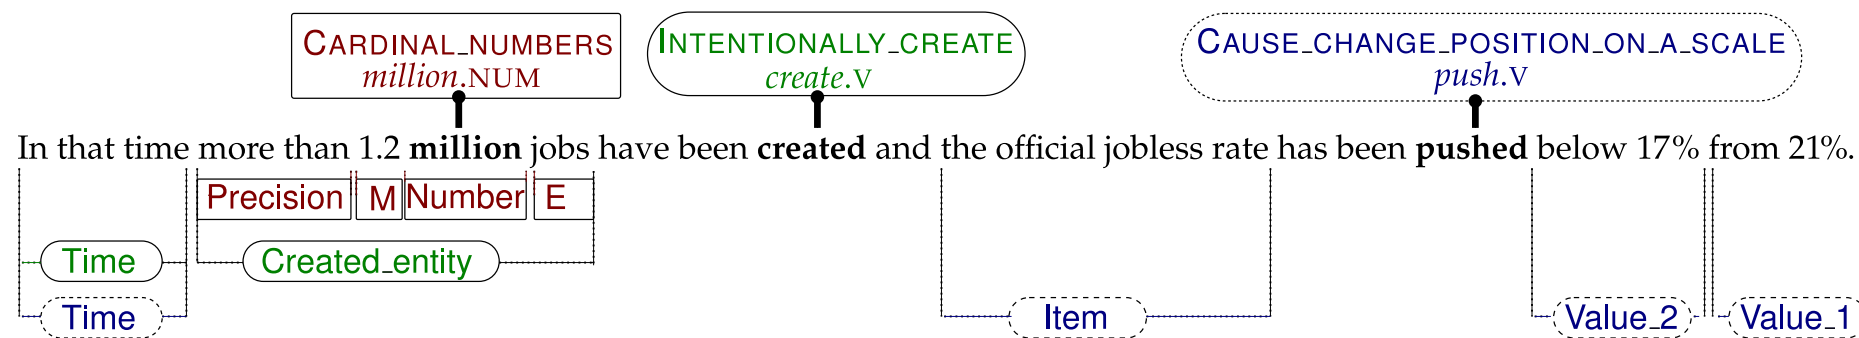 CARDINAL_NUMBERS
million.NUM
INTENTIONALLY_CREATE
create.V
CAUSE_CHANGE_POSITION_ON_A_SCALE
push.V
In that time more than 1.2 million jobs have been created and the official jobless rate has been pushed below 17% from 21%.
Precision M Number E
Time Created_entity
Time Item Value_2 Value_1